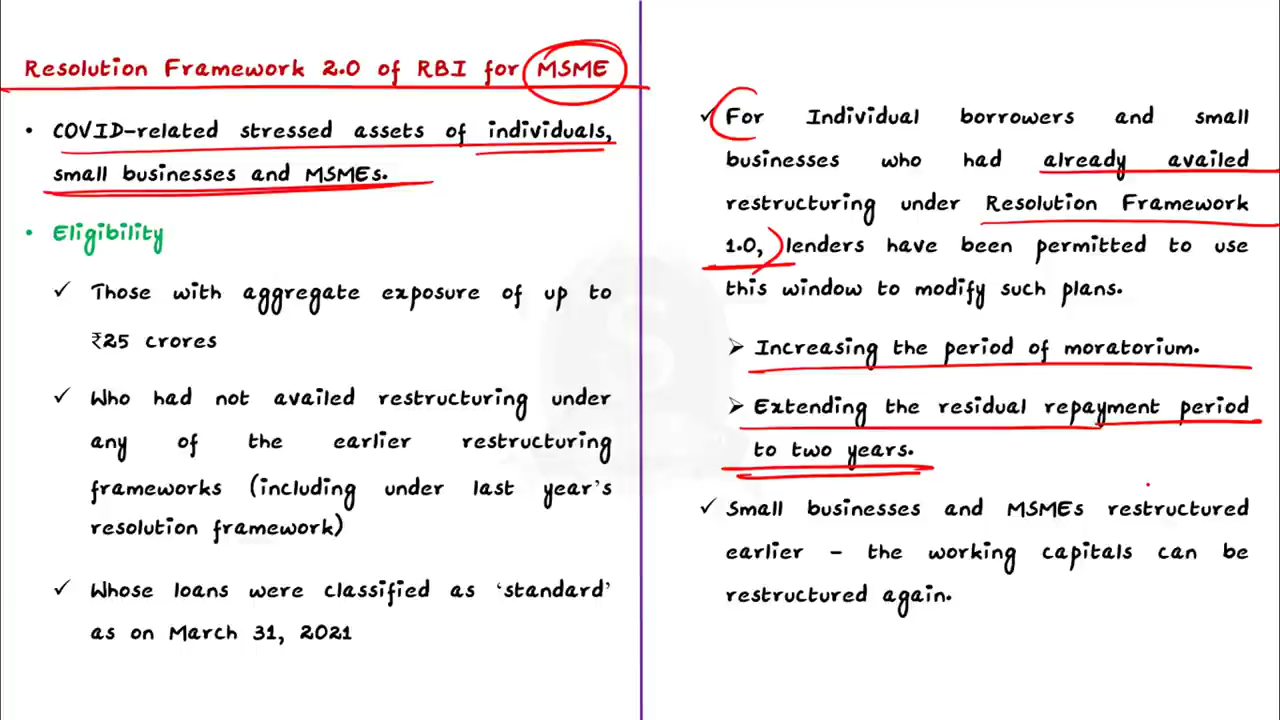 Resolution Framework 2.0 of RBI for MSME
• COVID-related stressed assets of individuals,
small businesses and MSMEs.
• Eligibility
✓ Those with aggregate exposure of up to
₹25 crores
✓ Who had not availed restructuring under
any of the earlier restructuring
frameworks (including under last year's
resolution framework)
✓ Whose loans were classified as 'standard'
as on March 31, 2021
✓ For Individual borrowers and small
businesses who had already availed
restructuring under Resolution Framework
1.0, lenders have been permitted to use
this window to modify such plans.
➤ Increasing the period of moratorium.
➤ Extending the residual repayment period
to two years.
✓ Small businesses and MSMEs restructured
earlier – the working capitals can be
restructured again.